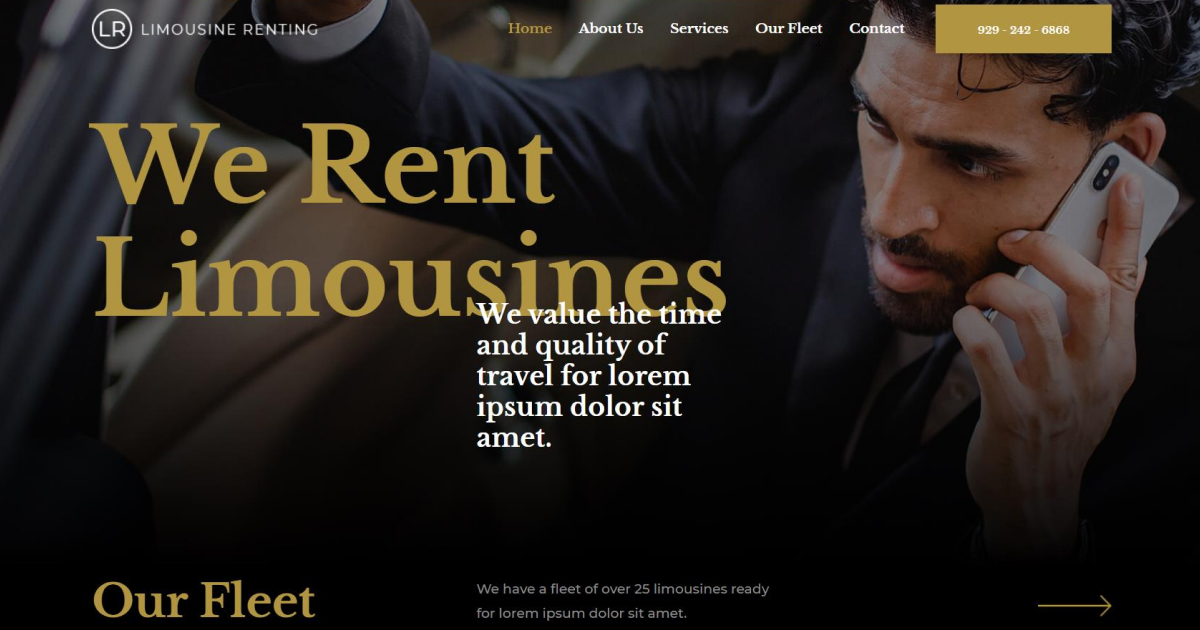 LR LIMOUSINE RENTING
Home About Us Services Our Fleet Contact 929 - 242 - 6868
We Rent
Limousines
We value the time
and quality of
travel for lorem
ipsum dolor sit
amet.
Our Fleet
We have a fleet of over 25 limousines ready
for lorem ipsum dolor sit amet.